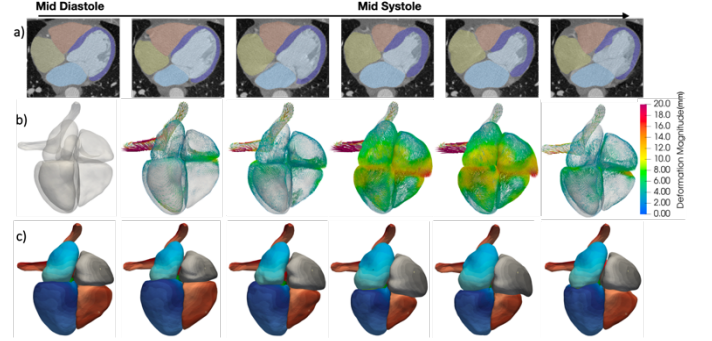 Mid Diastole
Mid Systole
a)
b)
20.0
18.0
16.0
14.0
12.0
10.0
8.00
6.00
4.00
2.00
0.00
Deformation Magnitude(mm)
c)